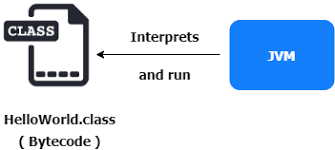 CLASS
Interprets
and run
JVM
HelloWorld.class
( Bytecode )